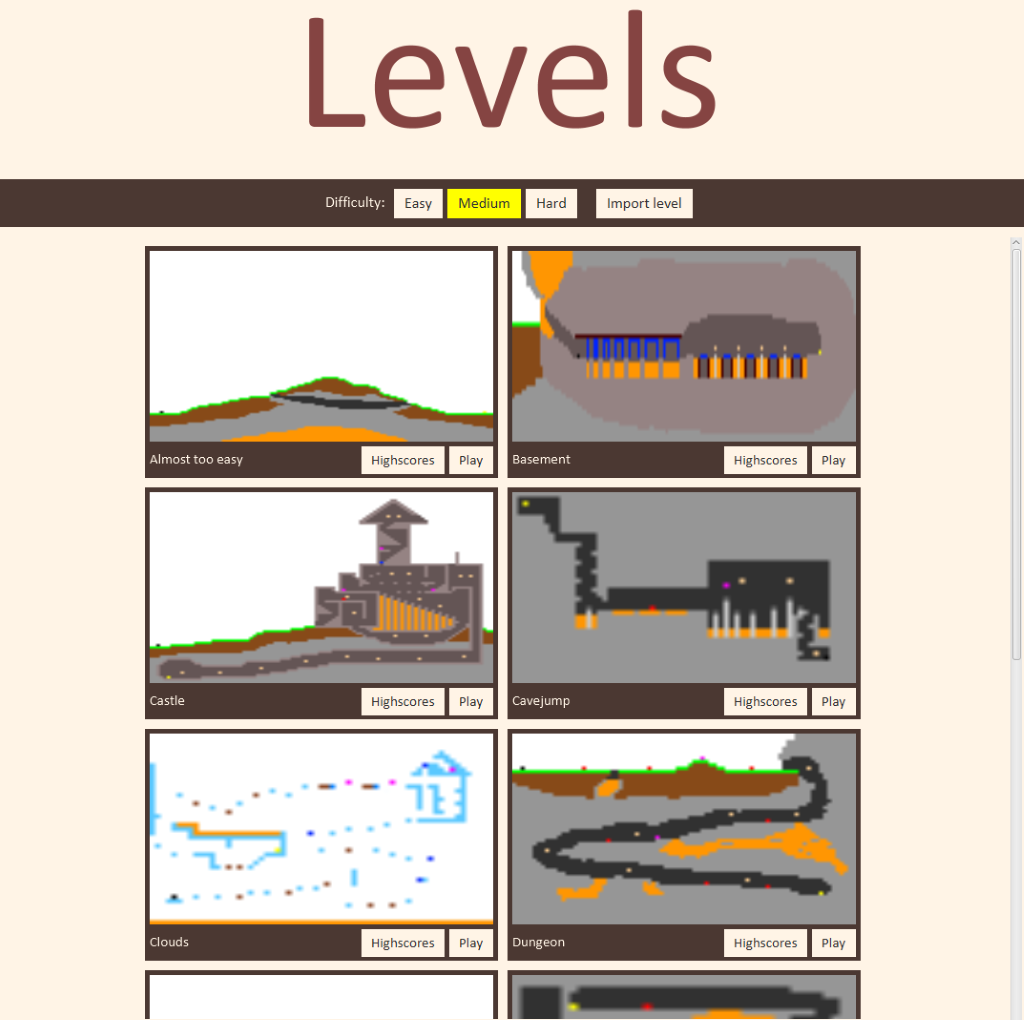 Levels
Difficulty: Easy Medium Hard Import level
Almost too easy Highscores Play
Basement Highscores Play
Castle Highscores Play
Cavejump Highscores Play
Clouds Highscores Play
Dungeon Highscores Play